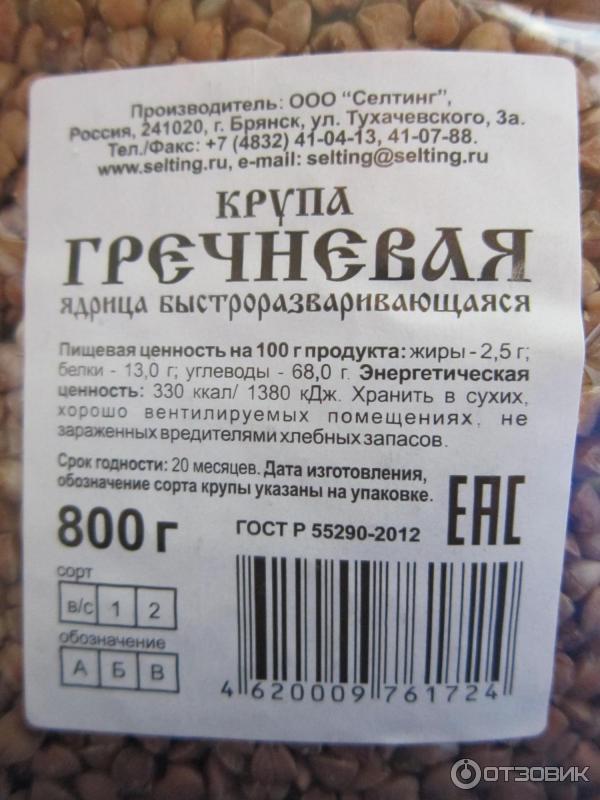 Производитель: ООО "Селтинг",
Россия, 241020, г. Брянск, ул. Тухачевского, 3а.
Тел./Факс: +7 (4832) 41-04-13, 41-07-88.
www.selting.ru, e-mail: selting@selting.ru
КРУПА
ГРЕЧНЕВАЯ
ЯДРИЦА БЫСТРОРАЗВАРИВАЮЩАЯСЯ
Пищевая ценность на 100 г продукта: жиры - 2,5 г;
белки - 13,0 г; углеводы - 68,0 г. Энергетическая
ценность: 330 ккал/ 1380 кДж. Хранить в сухих,
хорошо вентилируемых помещениях, не
зараженных вредителями хлебных запасов.
Срок годности: 20 месяцев. Дата изготовления,
обозначение сорта крупы указаны на упаковке.
800 г
ГОСТ Р 55290-2012
ЕАС
сорт
в/с 1 2
обозначение
А Б В
4 620009 761724
ОТЗОВИК